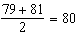 (79 + 81)/2 = 80